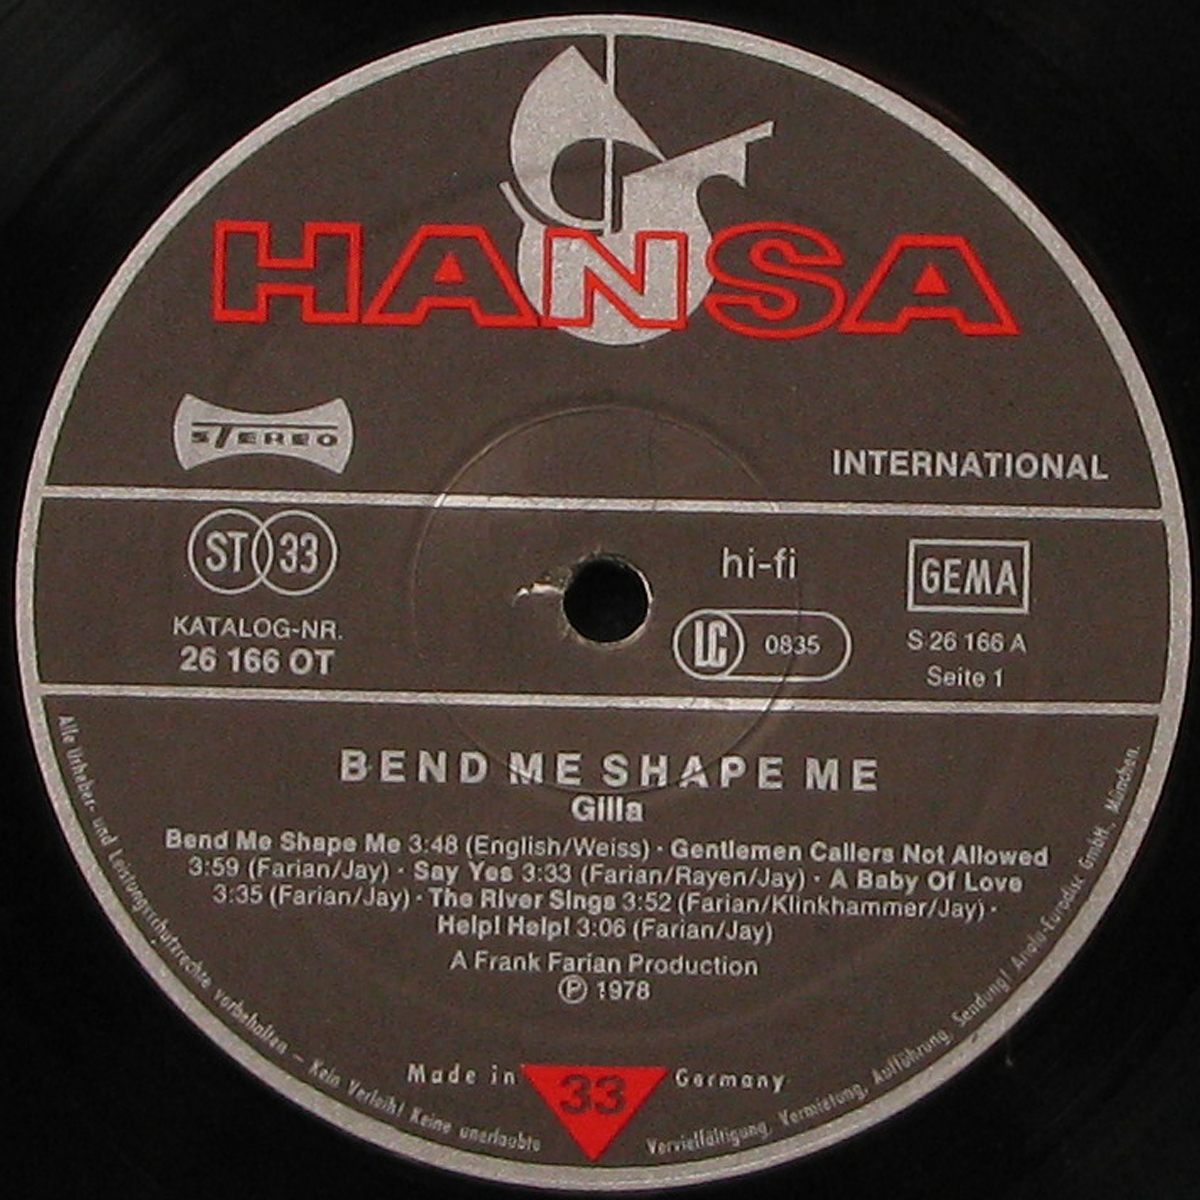 HANSA
STEREO
INTERNATIONAL
ST 33
hi-fi
GEMA
KATALOG-NR.
26 166 OT
LC 0835
S 26 166 A
Seite 1
BEND ME SHAPE ME
Gilla
Bend Me Shape Me 3:48 (English/Weiss) · Gentlemen Callers Not Allowed
3:59 (Farian/Jay) · Say Yes 3:33 (Farian/Rayen/Jay) · A Baby Of Love
3:35 (Farian/Jay) · The River Sings 3:52 (Farian/Klinkhammer/Jay) ·
Help! Help! 3:06 (Farian/Jay)
A Frank Farian Production
℗ 1978
Made in 33 Germany
Alle Urheber- und Leistungsschutzrechte vorbehalten – Kein Verleih! Keine unerlaubte Vervielfältigung, Vermietung, Aufführung, Sendung! Ariola-Eurodisc GmbH., München.